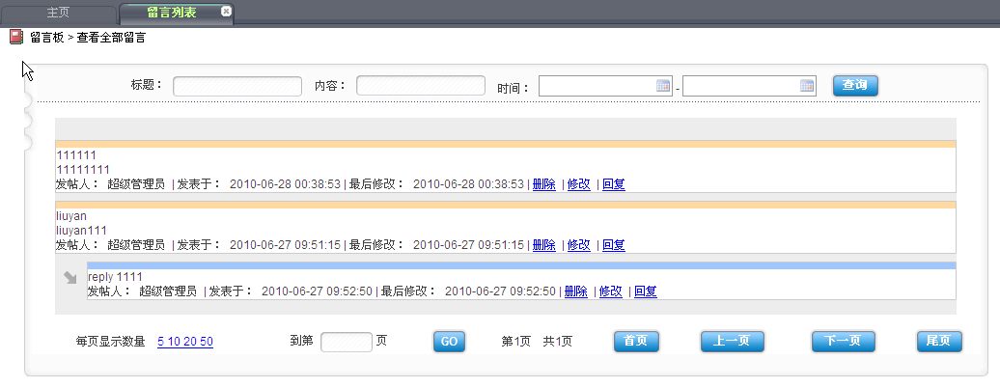 主页 留言列表
留言板 > 查看全部留言
标题： 内容： 时间： - 查询
111111
11111111
发帖人： 超级管理员 | 发表于： 2010-06-28 00:38:53 | 最后修改： 2010-06-28 00:38:53 | 删除 | 修改 | 回复
liuyan
liuyan111
发帖人： 超级管理员 | 发表于： 2010-06-27 09:51:15 | 最后修改： 2010-06-27 09:51:15 | 删除 | 修改 | 回复
reply 1111
发帖人： 超级管理员 | 发表于： 2010-06-27 09:52:50 | 最后修改： 2010-06-27 09:52:50 | 删除 | 修改 | 回复
每页显示数量 5 10 20 50 到第 页 GO 第1页 共1页 首页 上一页 下一页 尾页